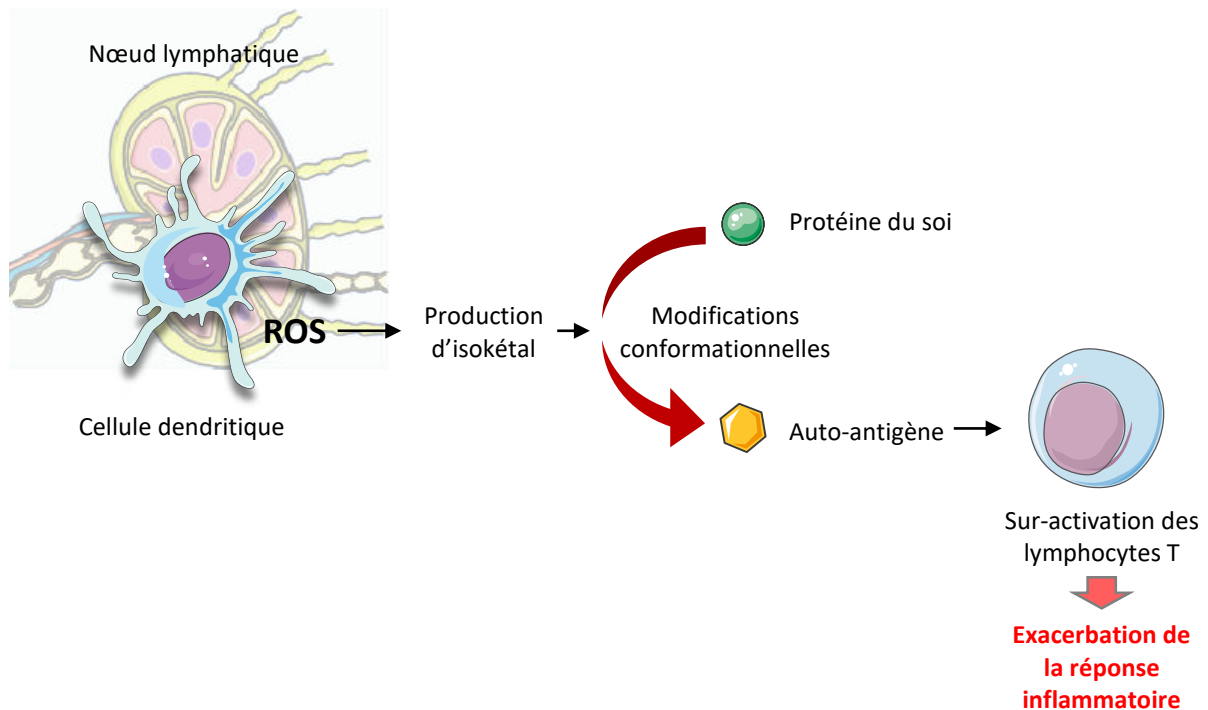 Nœud lymphatique
ROS
Cellule dendritique
Production
d’isokétal
Protéine du soi
Modifications
conformationnelles
Auto-antigène
Sur-activation des
lymphocytes T
Exacerbation de
la réponse
inflammatoire